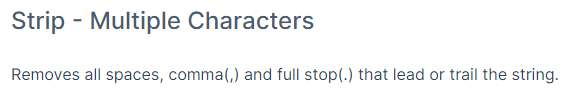 Strip - Multiple Characters
Removes all spaces, comma(,) and full stop(.) that lead or trail the string.